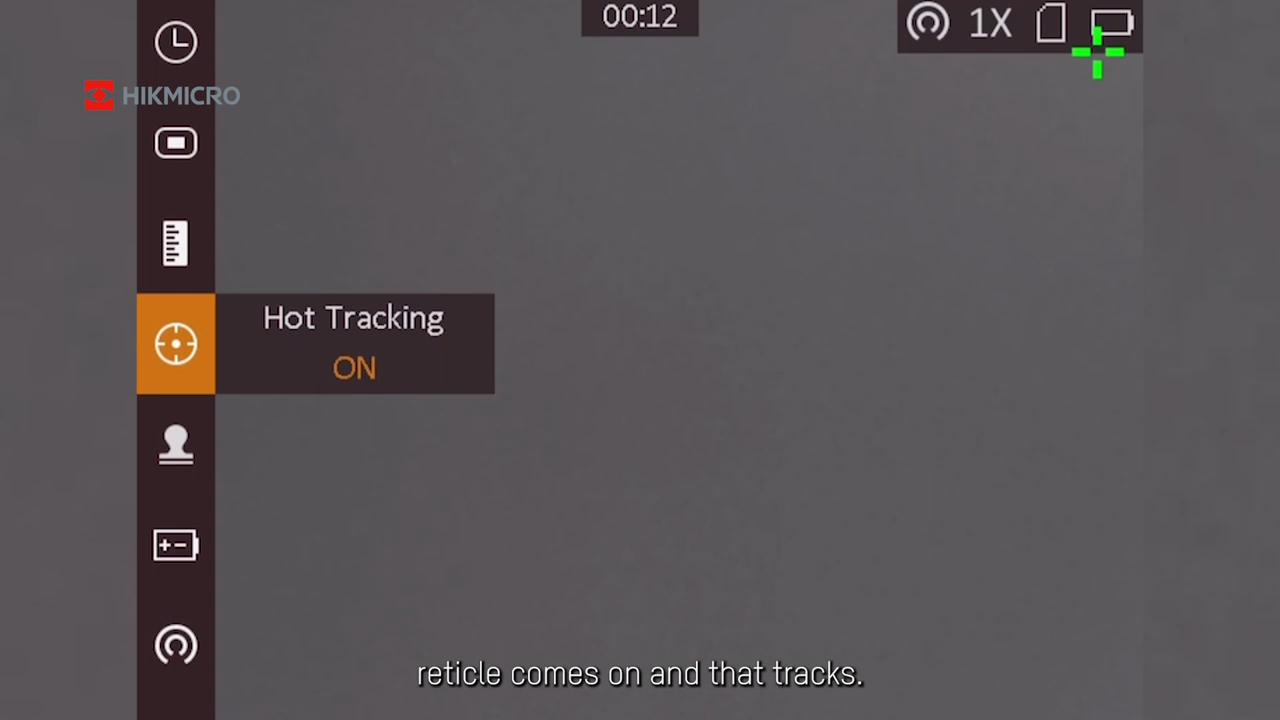 00:12
1X
HIKMICRO
Hot Tracking
ON
reticle comes on and that tracks.